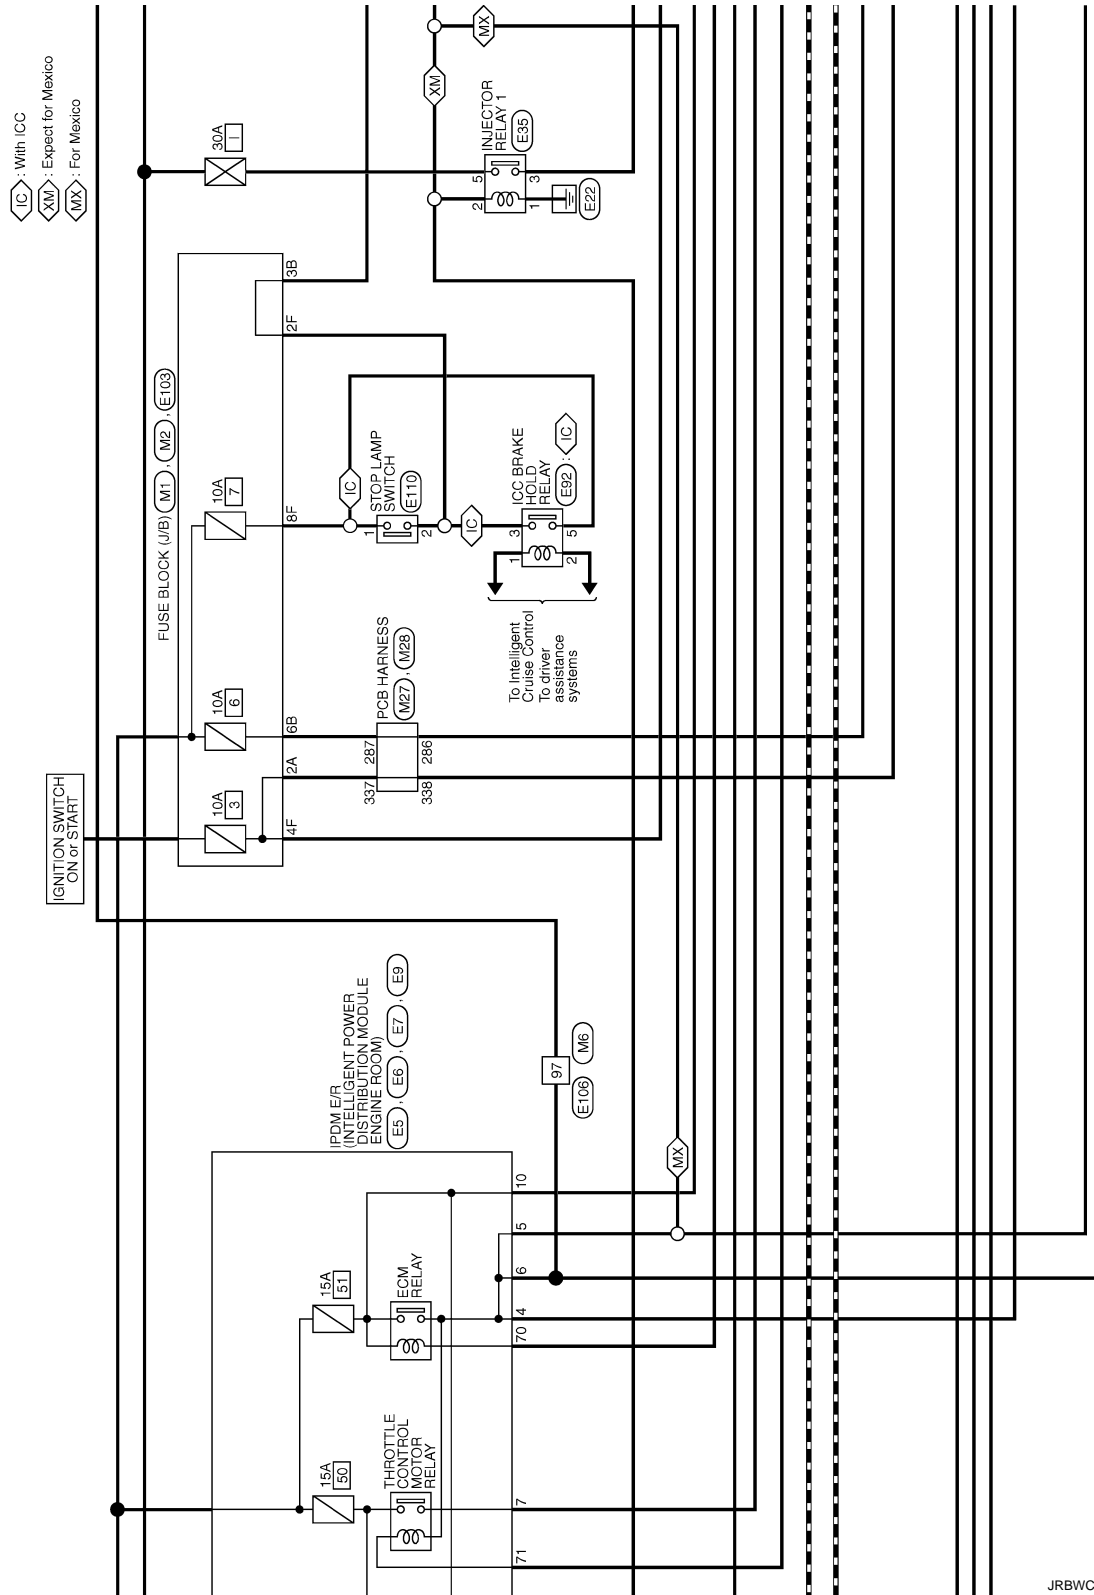 IC : With ICC
XM : Expect for Mexico
MX : For Mexico
IGNITION SWITCH
ON or START
FUSE BLOCK (J/B) M1 , M2 , E103
10A
3
10A
6
10A
7
30A
I
4F
2A
6B
8F
2F
3B
PCB HARNESS
M27 , M28
337
287
338
286
IC
STOP LAMP
SWITCH
E110
1
2
IC
ICC BRAKE
HOLD
RELAY
E92 : IC
1
3
2
5
To Intelligent
Cruise Control
To driver
assistance
systems
INJECTOR
RELAY 1
E35
2
5
1
3
E22
XM
MX
IPDM E/R
(INTELLIGENT POWER
DISTRIBUTION MODULE
ENGINE ROOM)
E5 , E6 , E7 , E9
15A
50
15A
51
THROTTLE
CONTROL
MOTOR
RELAY
ECM
RELAY
71
7
70
4
6
5
10
97
E106 M6
MX
JRBWC